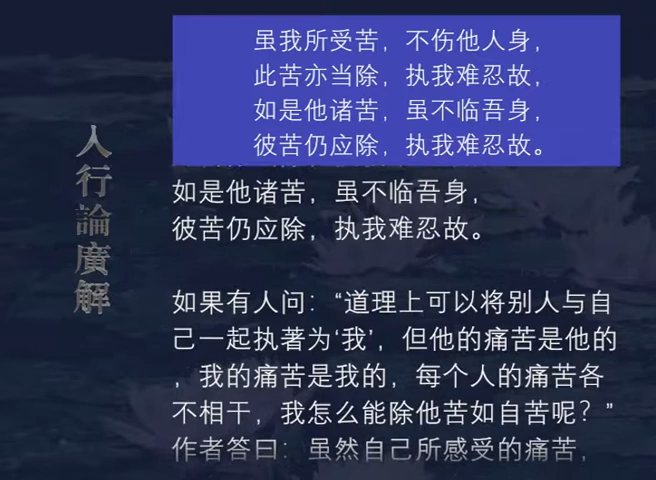 虽我所受苦，不伤他人身，
此苦亦当除，执我难忍故，
如是他诸苦，虽不临吾身，
彼苦仍应除，执我难忍故。
如是他诸苦，虽不临吾身，
彼苦仍应除，执我难忍故。
如果有人问：“道理上可以将别人与自
己一起执著为‘我’，但他的痛苦是他的
，我的痛苦是我的，每个人的痛苦各
不相干，我怎么能除他苦如自苦呢？”
作者答曰：虽然自己所感受的痛苦，
入行論廣解